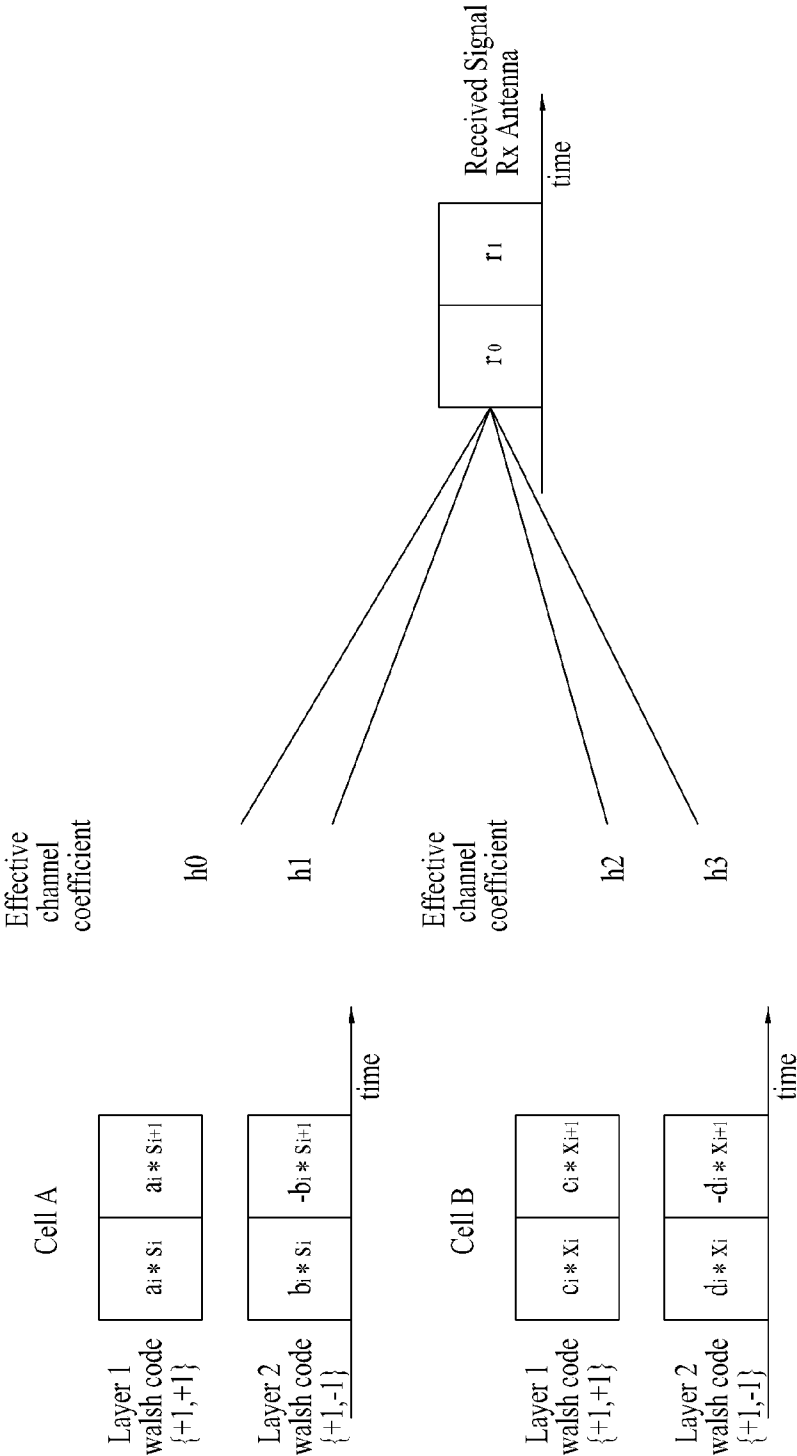 Cell A
Layer 1
walsh code
{+1,+1}
ai * si
ai * si+1
Layer 2
walsh code
{+1,-1}
bi * si
-bi * si+1
time
Effective
channel
coefficient
h0
h1
Cell B
Layer 1
walsh code
{+1,+1}
ci * xi
ci * xi+1
Layer 2
walsh code
{+1,-1}
di * xi
-di * xi+1
time
Effective
channel
coefficient
h2
h3
r0
r1
Received Signal
Rx Antenna
time